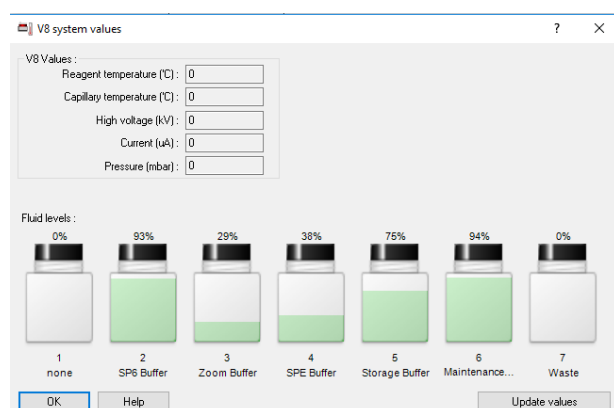 V8 system values
? ×
V8 Values :
Reagent temperature (°C) : 0
Capillary temperature (°C) : 0
High voltage (kV) : 0
Current (uA) : 0
Pressure (mbar) : 0
Fluid levels :
0% 93% 29% 38% 75% 94% 0%
1 2 3 4 5 6 7
none SP6 Buffer Zoom Buffer SPE Buffer Storage Buffer Maintenance... Waste
OK Help Update values